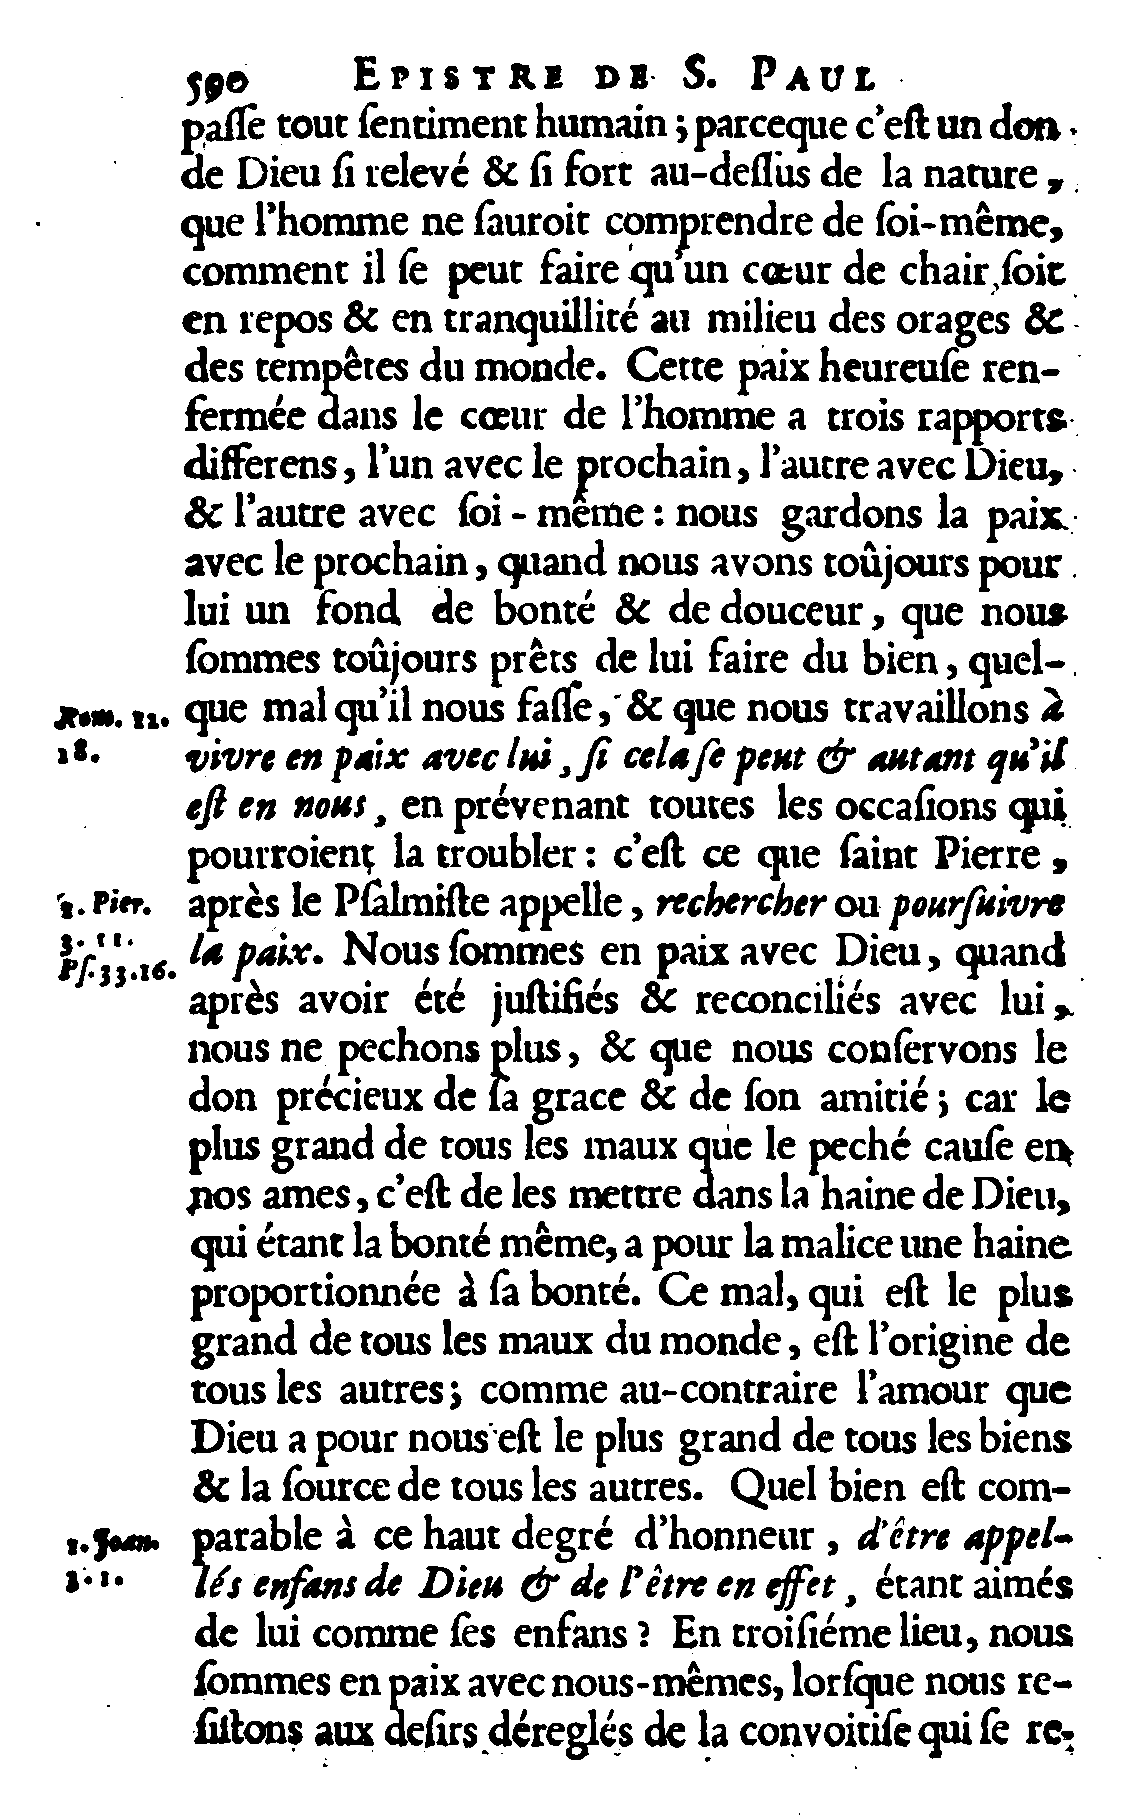 590 EPISTRE DE S. PAUL
paſſe tout ſentiment humain ; parceque c'eſt un don
de Dieu ſi relevé & ſi fort au-deſſus de la nature,
que l'homme ne ſauroit comprendre de ſoi-même,
comment il ſe peut faire qu'un cœur de chair ſoit
en repos & en tranquillité au milieu des orages &
des tempêtes du monde. Cette paix heureuſe ren-
fermée dans le cœur de l'homme a trois rapports
differens, l'un avec le prochain, l'autre avec Dieu,
& l'autre avec ſoi-même : nous gardons la paix
avec le prochain, quand nous avons toûjours pour
lui un fond de bonté & de douceur, que nous
ſommes toûjours prêts de lui faire du bien, quel-
que mal qu'il nous faſſe, & que nous travaillons à
Rom. 12.
18.
vivre en paix avec lui, ſi cela ſe peut & autant qu'il
eſt en nous, en prévenant toutes les occaſions qui
pourroient la troubler : c'eſt ce que ſaint Pierre,
après le Pſalmiſte appelle, rechercher ou pourſuivre
Pier.
3. 11.
Pſ. 33. 16.
la paix. Nous ſommes en paix avec Dieu, quand
après avoir été juſtifiés & reconciliés avec lui,
nous ne pechons plus, & que nous conſervons le
don précieux de ſa grace & de ſon amitié ; car le
plus grand de tous les maux que le peché cauſe en
nos ames, c'eſt de les mettre dans la haine de Dieu,
qui étant la bonté même, a pour la malice une haine
proportionnée à ſa bonté. Ce mal, qui eſt le plus
grand de tous les maux du monde, eſt l'origine de
tous les autres ; comme au-contraire l'amour que
Dieu a pour nous eſt le plus grand de tous les biens
& la ſource de tous les autres. Quel bien eſt com-
parable à ce haut degré d'honneur, d'être appel-
1. Joan.
3. 1.
lés enfans de Dieu & de l'être en effet, étant aimés
de lui comme ſes enfans ? En troiſiéme lieu, nous
ſommes en paix avec nous-mêmes, lorſque nous re-
ſiſtons aux deſirs déreglés de la convoitiſe qui ſe re-